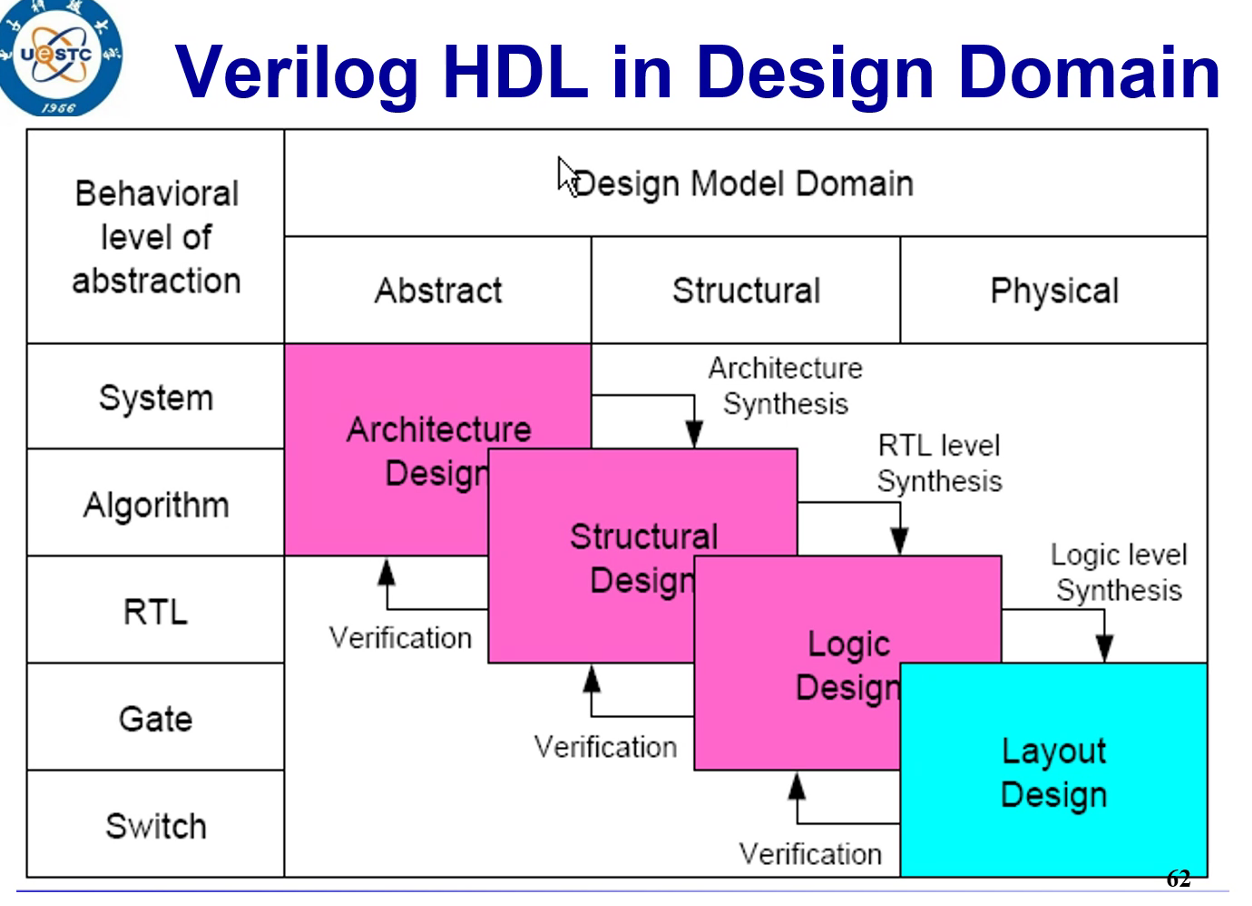 UESTC
1956
Verilog HDL in Design Domain
Behavioral
level of
abstraction
Design Model Domain
Abstract
Structural
Physical
System
Algorithm
RTL
Gate
Switch
Architecture
Design
Architecture
Synthesis
Structural
Design
RTL level
Synthesis
Logic
Design
Logic level
Synthesis
Layout
Design
Verification
Verification
Verification
62